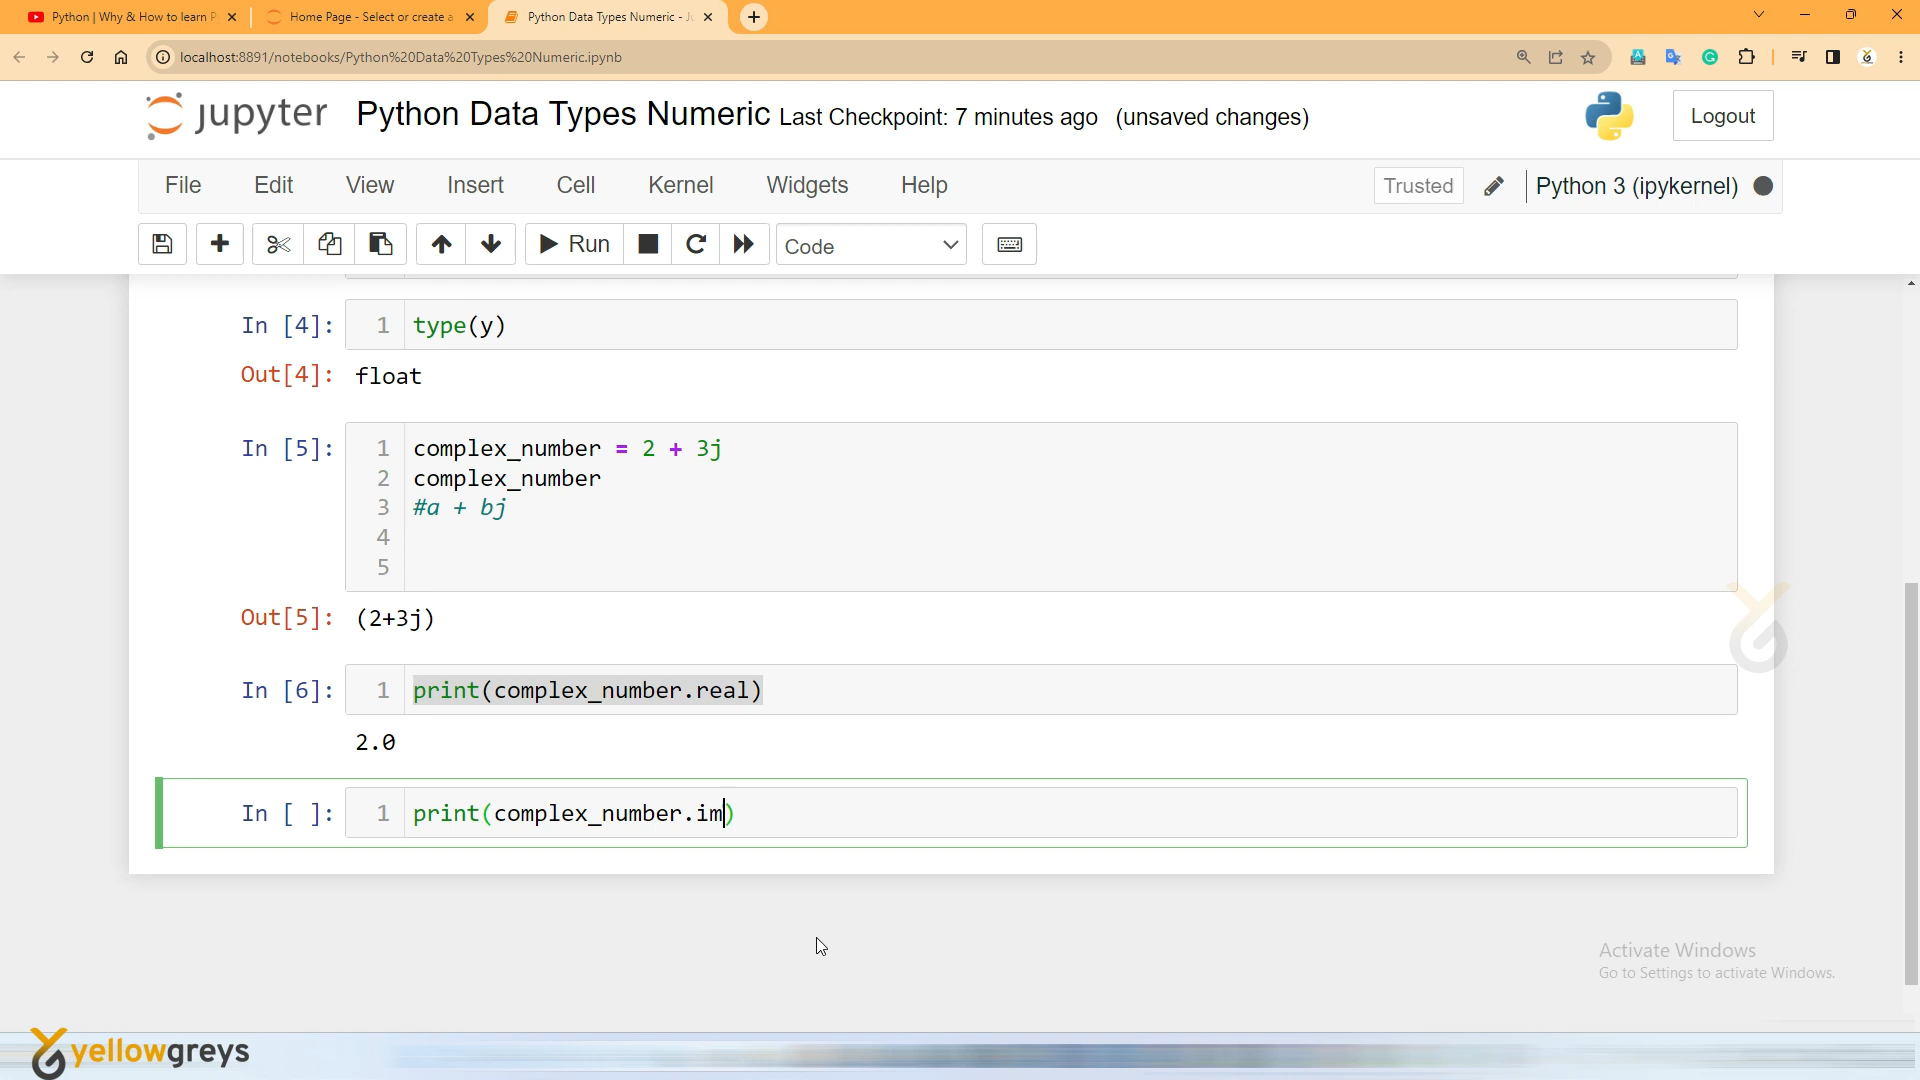 Python | Why & How to learn P
Home Page - Select or create a
Python Data Types Numeric - Ju
localhost:8891/notebooks/Python%20Data%20Types%20Numeric.ipynb
jupyter Python Data Types Numeric Last Checkpoint: 7 minutes ago (unsaved changes)
Logout
File Edit View Insert Cell Kernel Widgets Help
Trusted
Python 3 (ipykernel)
Run
Code
In [4]: 1 type(y)
Out[4]: float
In [5]: 1 complex_number = 2 + 3j
2 complex_number
3 #a + bj
4
5
Out[5]: (2+3j)
In [6]: 1 print(complex_number.real)
2.0
In [ ]: 1 print(complex_number.im)
Activate Windows
Go to Settings to activate Windows.
yellowgreys